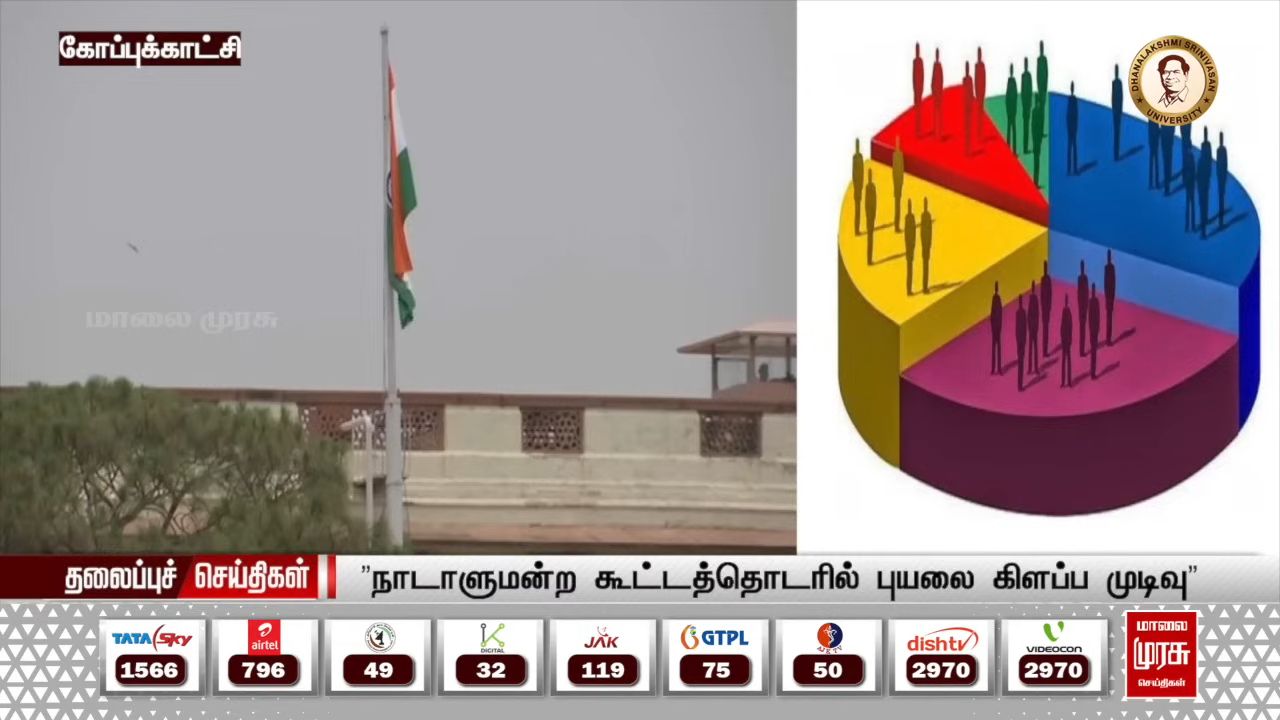 கோப்புக்காட்சி
DHANALAKSHMI SRINIVASAN
UNIVERSITY
மாலை முரசு
தலைப்புச் செய்திகள்
"நாடாளுமன்ற கூட்டத்தொடரில் புயலை கிளப்ப முடிவு"
TATA Sky
1566
airtel
796
49
DIGITAL
32
JAK
119
GTPL
75
50
dishtv
2970
VIDEOCON
2970
மாலை
முரசு
செய்திகள்